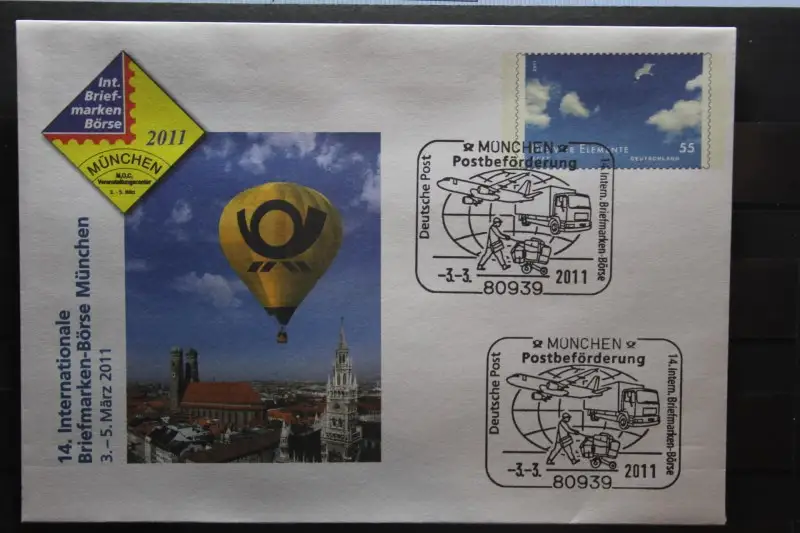 Int.
Brief-
marken
Börse
2011
MÜNCHEN
M.O.C.
Veranstaltungscenter
3. - 5. März
14. Internationale
Briefmarken-Börse München
3. – 5. März 2011
2011
ELEMENTE
DEUTSCHLAND
55
MÜNCHEN
Postbeförderung
Deutsche Post
14. Intern. Briefmarken-Börse
-3.-3.
2011
80939
MÜNCHEN
Postbeförderung
Deutsche Post
14. Intern. Briefmarken-Börse
-3.-3.
2011
80939